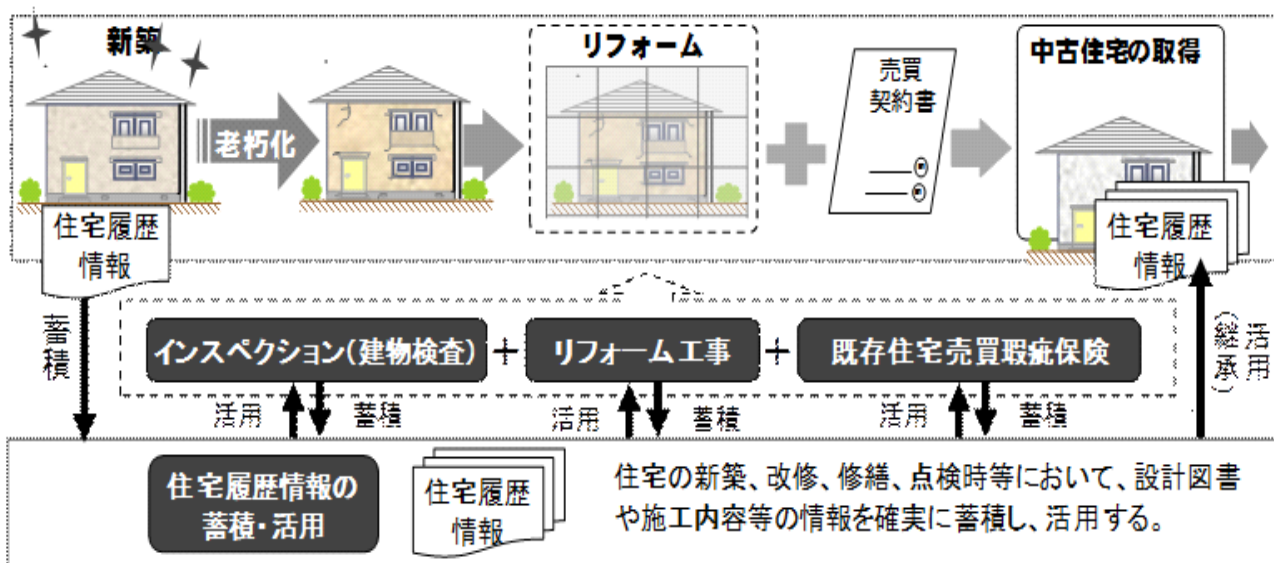 新築
リフォーム
売買
契約書
中古住宅の取得
老朽化
住宅履歴
情報
住宅履歴
情報
蓄積
インスペクション(建物検査)
+
リフォーム工事
+
既存住宅売買瑕疵保険
活用
(継承)
活用
蓄積
活用
蓄積
活用
蓄積
住宅履歴情報の
蓄積・活用
住宅履歴
情報
住宅の新築、改修、修繕、点検時等において、設計図書
や施工内容等の情報を確実に蓄積し、活用する。